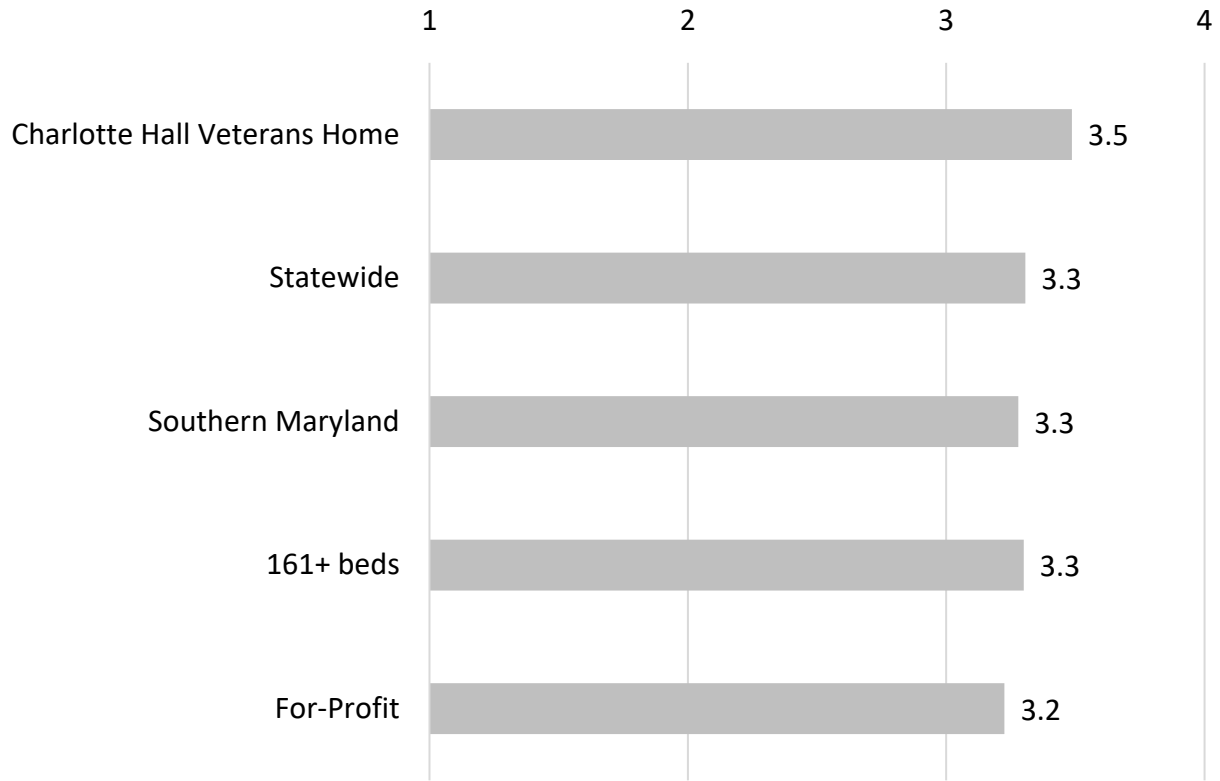 1 2 3 4
Charlotte Hall Veterans Home 3.5
Statewide 3.3
Southern Maryland 3.3
161+ beds 3.3
For-Profit 3.2